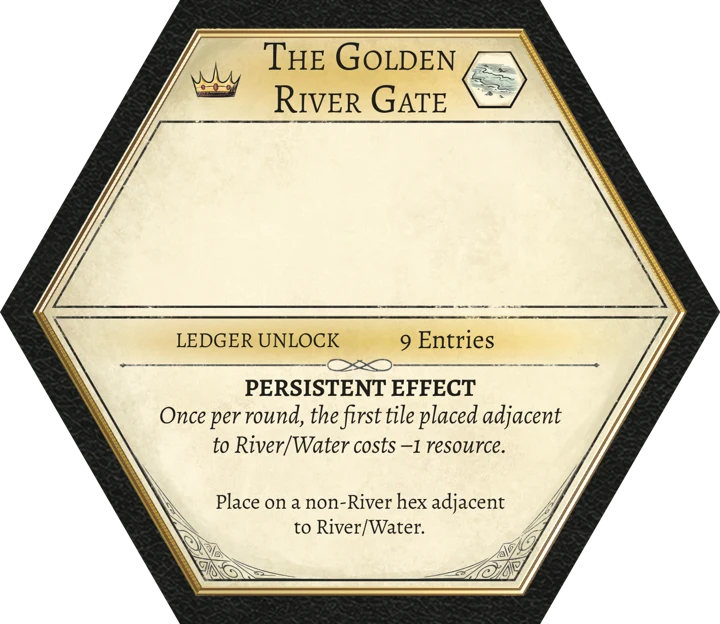 The Golden
River Gate
LEDGER UNLOCK 9 Entries
PERSISTENT EFFECT
Once per round, the first tile placed adjacent
to River/Water costs –1 resource.
Place on a non-River hex adjacent
to River/Water.